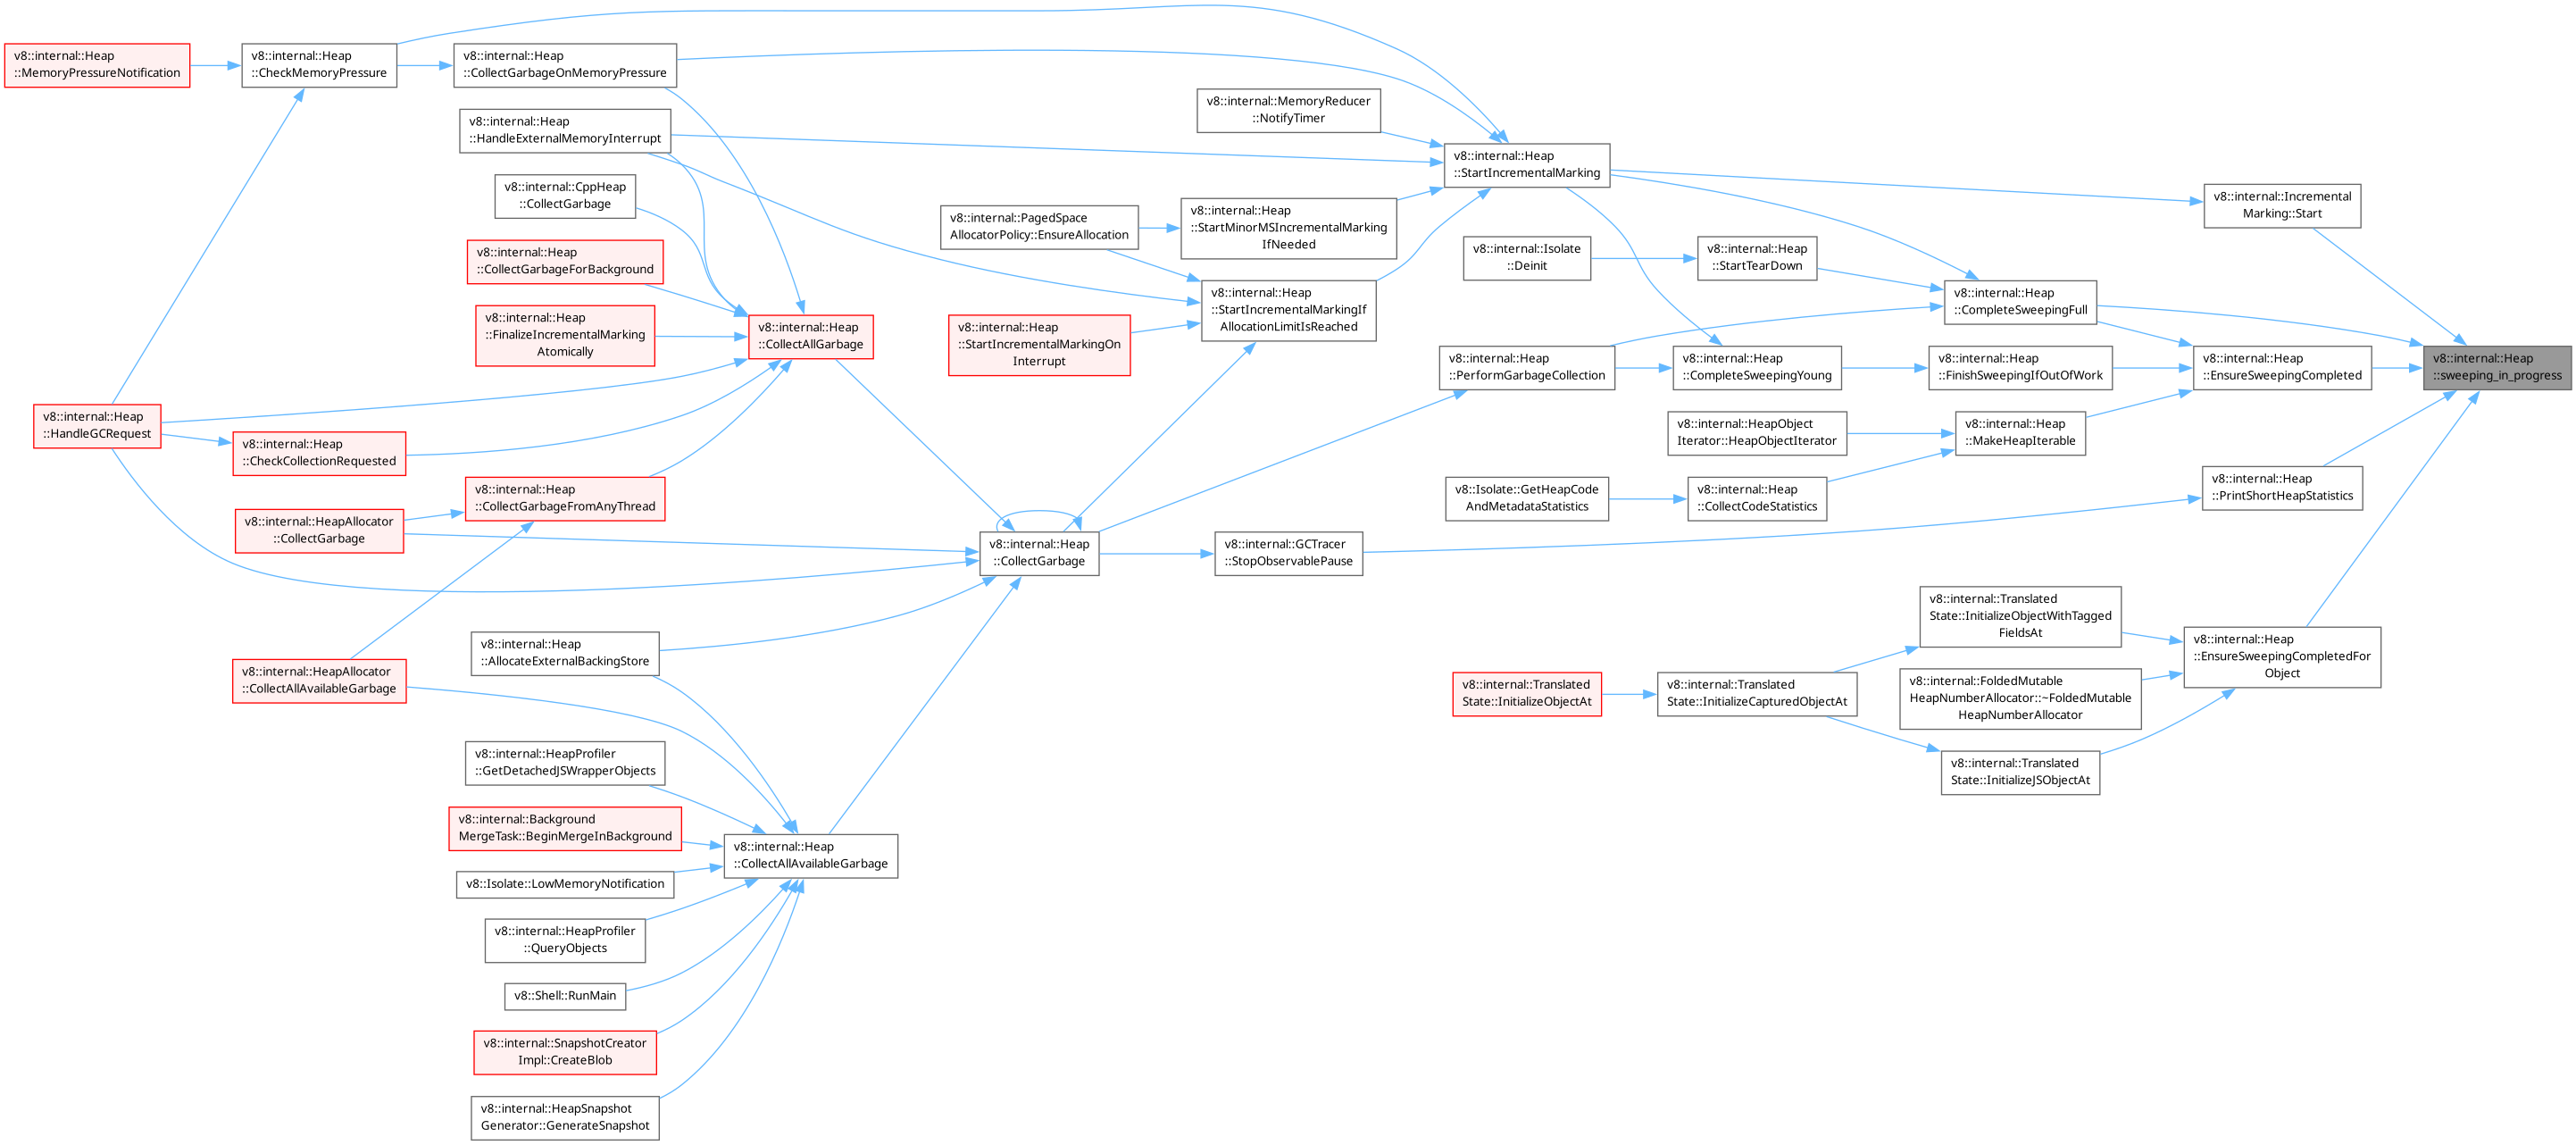 v8::internal::Heap
::MemoryPressureNotification
v8::internal::Heap
::CheckMemoryPressure
v8::internal::Heap
::CollectGarbageOnMemoryPressure
v8::internal::MemoryReducer
::NotifyTimer
v8::internal::Heap
::HandleExternalMemoryInterrupt
v8::internal::Heap
::StartIncrementalMarking
v8::internal::CppHeap
::CollectGarbage
v8::internal::PagedSpace
AllocatorPolicy::EnsureAllocation
v8::internal::Heap
::StartMinorMSIncrementalMarking
IfNeeded
v8::internal::Incremental
Marking::Start
v8::internal::Heap
::CollectGarbageForBackground
v8::internal::Isolate
::Deinit
v8::internal::Heap
::StartTearDown
v8::internal::Heap
::FinalizeIncrementalMarking
Atomically
v8::internal::Heap
::CollectAllGarbage
v8::internal::Heap
::StartIncrementalMarkingOn
Interrupt
v8::internal::Heap
::StartIncrementalMarkingIf
AllocationLimitIsReached
v8::internal::Heap
::CompleteSweepingFull
v8::internal::Heap
::PerformGarbageCollection
v8::internal::Heap
::CompleteSweepingYoung
v8::internal::Heap
::FinishSweepingIfOutOfWork
v8::internal::Heap
::EnsureSweepingCompleted
v8::internal::Heap
::sweeping_in_progress
v8::internal::Heap
::HandleGCRequest
v8::internal::Heap
::CheckCollectionRequested
v8::internal::HeapObject
Iterator::HeapObjectIterator
v8::internal::Heap
::MakeHeapIterable
v8::internal::Heap
::CollectGarbageFromAnyThread
v8::Isolate::GetHeapCode
AndMetadataStatistics
v8::internal::Heap
::CollectCodeStatistics
v8::internal::Heap
::PrintShortHeapStatistics
v8::internal::HeapAllocator
::CollectGarbage
v8::internal::Heap
::CollectGarbage
v8::internal::GCTracer
::StopObservablePause
v8::internal::Translated
State::InitializeObjectWithTagged
FieldsAt
v8::internal::Heap
::AllocateExternalBackingStore
v8::internal::Heap
::EnsureSweepingCompletedFor
Object
v8::internal::HeapAllocator
::CollectAllAvailableGarbage
v8::internal::Translated
State::InitializeObjectAt
v8::internal::Translated
State::InitializeCapturedObjectAt
v8::internal::FoldedMutable
HeapNumberAllocator::~FoldedMutable
HeapNumberAllocator
v8::internal::HeapProfiler
::GetDetachedJSWrapperObjects
v8::internal::Translated
State::InitializeJSObjectAt
v8::internal::Background
MergeTask::BeginMergeInBackground
v8::internal::Heap
::CollectAllAvailableGarbage
v8::Isolate::LowMemoryNotification
v8::internal::HeapProfiler
::QueryObjects
v8::Shell::RunMain
v8::internal::SnapshotCreator
Impl::CreateBlob
v8::internal::HeapSnapshot
Generator::GenerateSnapshot